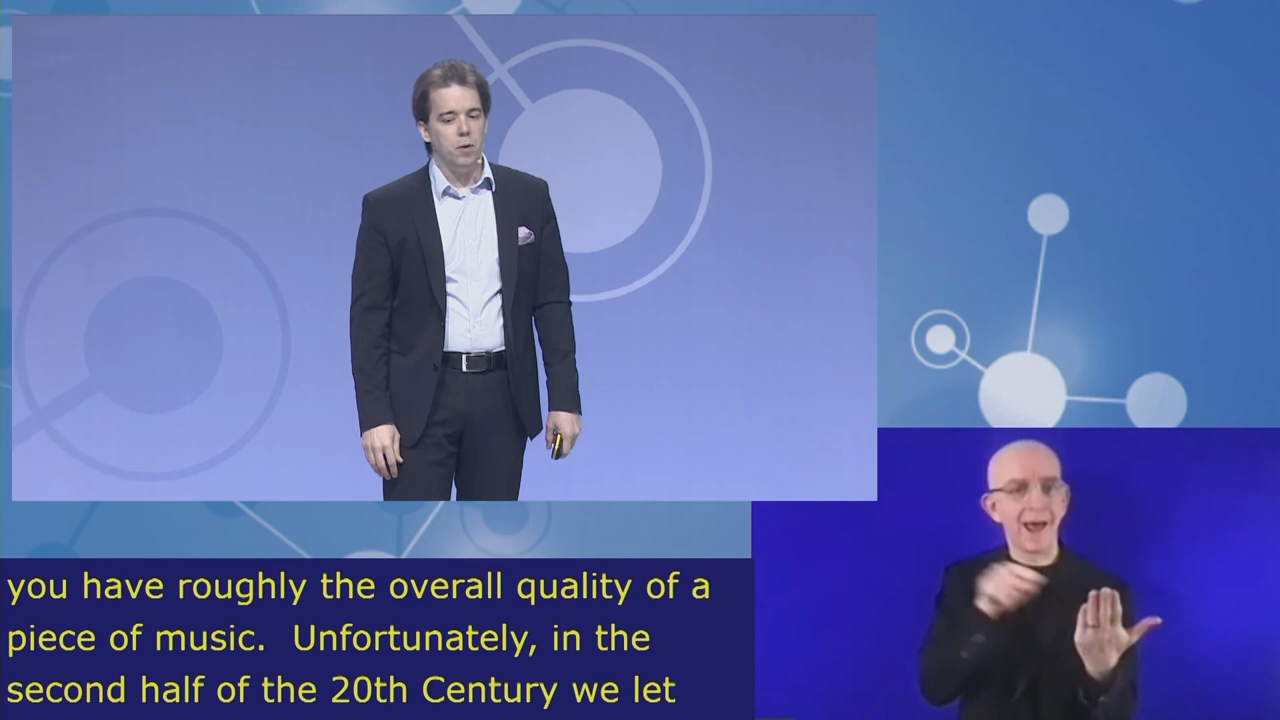 you have roughly the overall quality of a
piece of music.  Unfortunately, in the
second half of the 20th Century we let